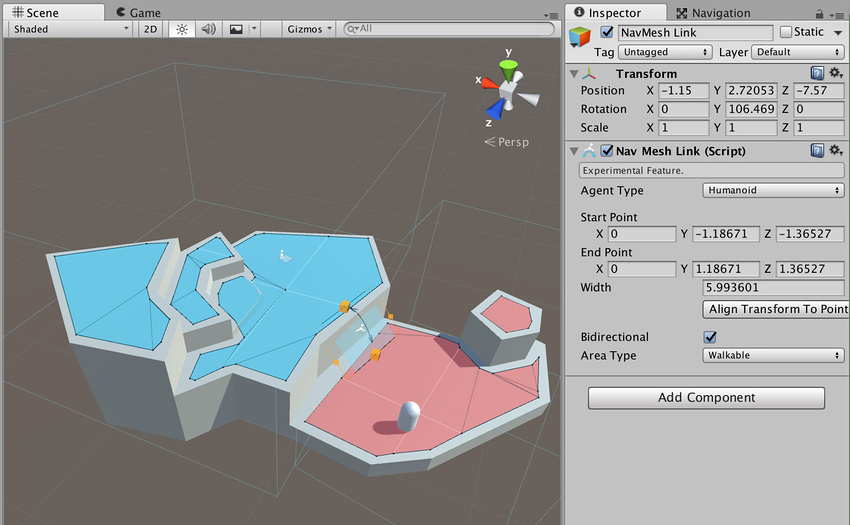 Scene Game
Shaded 2D Gizmos All
y
x
z
Persp
Inspector Navigation
NavMesh Link Static
Tag Untagged Layer Default
Transform
Position X -1.15 Y 2.72053 Z -7.57
Rotation X 0 Y 106.469 Z 0
Scale X 1 Y 1 Z 1
Nav Mesh Link (Script)
Experimental Feature.
Agent Type Humanoid
Start Point
X 0 Y -1.18671 Z -1.36527
End Point
X 0 Y 1.18671 Z 1.36527
Width 5.993601
Align Transform To Point
Bidirectional
Area Type Walkable
Add Component